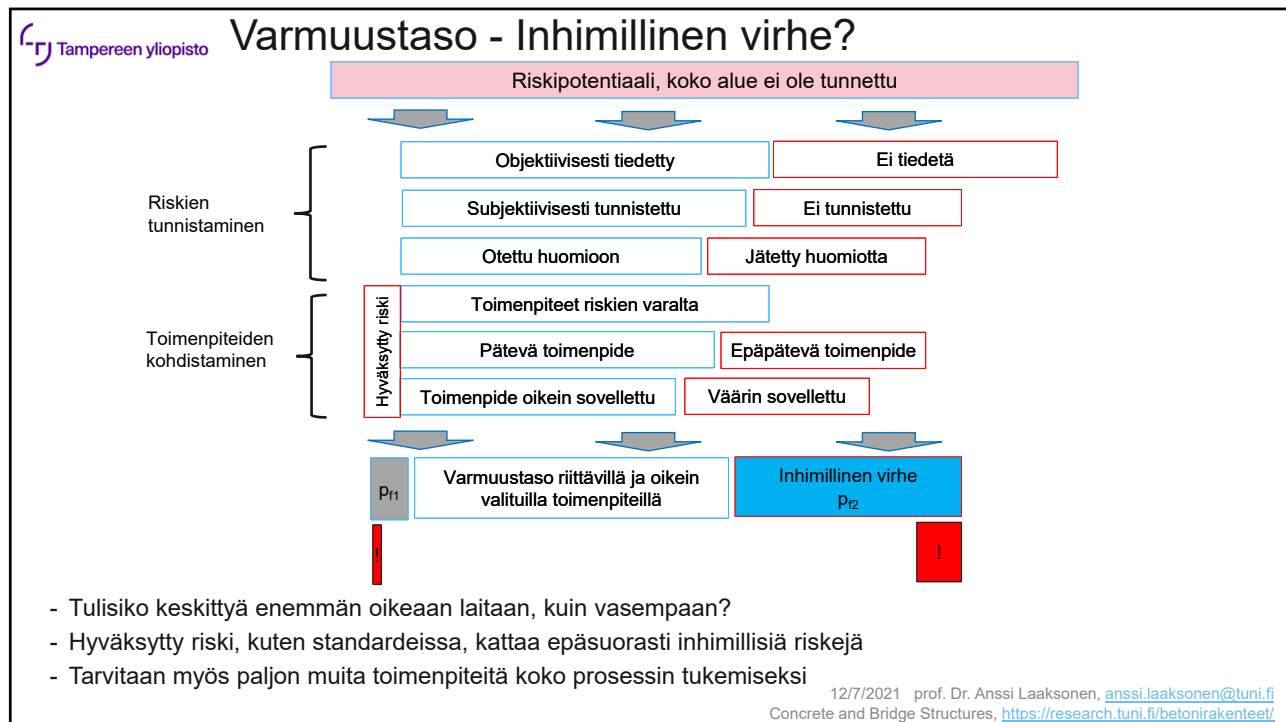 Tampereen yliopisto
Varmuustaso - Inhimillinen virhe?
Riskipotentiaali, koko alue ei ole tunnettu
Riskien
tunnistaminen
Objektiivisesti tiedetty
Ei tiedetä
Subjektiivisesti tunnistettu
Ei tunnistettu
Otettu huomioon
Jätetty huomiotta
Toimenpiteiden
kohdistaminen
Hyväksytty riski
Toimenpiteet riskien varalta
Pätevä toimenpide
Epäpätevä toimenpide
Toimenpide oikein sovellettu
Väärin sovellettu
pf1
Varmuustaso riittävillä ja oikein
valituilla toimenpiteillä
Inhimillinen virhe
pf2
!
!
- Tulisiko keskittyä enemmän oikeaan laitaan, kuin vasempaan?
- Hyväksytty riski, kuten standardeissa, kattaa epäsuorasti inhimillisiä riskejä
- Tarvitaan myös paljon muita toimenpiteitä koko prosessin tukemiseksi
12/7/2021 prof. Dr. Anssi Laaksonen, anssi.laaksonen@tuni.fi
Concrete and Bridge Structures, https://research.tuni.fi/betonirakenteet/